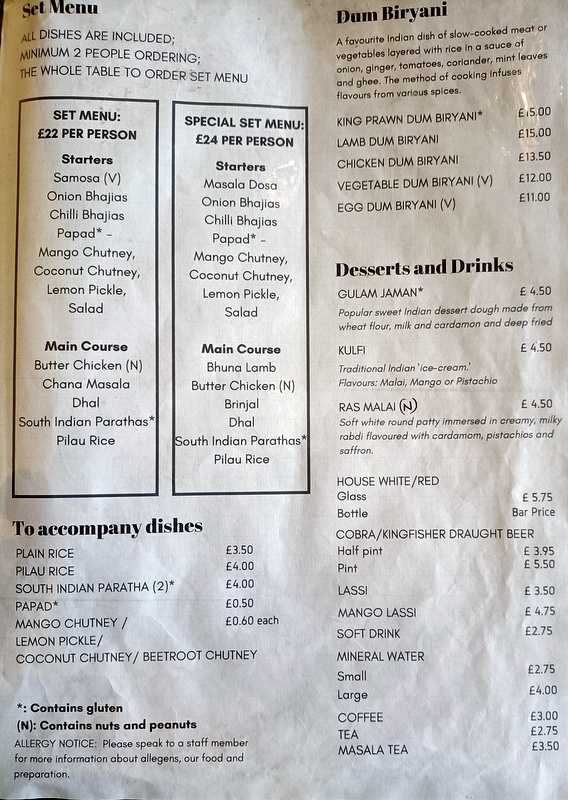 Set Menu
ALL DISHES ARE INCLUDED;
MINIMUM 2 PEOPLE ORDERING;
THE WHOLE TABLE TO ORDER SET MENU
SET MENU:
£22 PER PERSON
Starters
Samosa (V)
Onion Bhajias
Chilli Bhajias
Papad* –
Mango Chutney,
Coconut Chutney,
Lemon Pickle,
Salad
Main Course
Butter Chicken (N)
Chana Masala
Dhal
South Indian Parathas*
Pilau Rice
SPECIAL SET MENU:
£24 PER PERSON
Starters
Masala Dosa
Onion Bhajias
Chilli Bhajias
Papad* –
Mango Chutney,
Coconut Chutney,
Lemon Pickle,
Salad
Main Course
Bhuna Lamb
Butter Chicken (N)
Brinjal
Dhal
South Indian Parathas*
Pilau Rice
To accompany dishes
PLAIN RICE £3.50
PILAU RICE £4.00
SOUTH INDIAN PARATHA (2)* £4.00
PAPAD* £0.50
MANGO CHUTNEY / £0.60 each
LEMON PICKLE/
COCONUT CHUTNEY/ BEETROOT CHUTNEY
*: Contains gluten
(N): Contains nuts and peanuts
ALLERGY NOTICE: Please speak to a staff member
for more information about allegens, our food and
preparation.
Dum Biryani
A favourite Indian dish of slow-cooked meat or
vegetables layered with rice in a sauce of
onion, ginger, tomatoes, coriander, mint leaves
and ghee. The method of cooking infuses
flavours from various spices.
KING PRAWN DUM BIRYANI* £15.00
LAMB DUM BIRYANI £15.00
CHICKEN DUM BIRYANI £13.50
VEGETABLE DUM BIRYANI (V) £12.00
EGG DUM BIRYANI (V) £11.00
Desserts and Drinks
GULAM JAMAN* £ 4.50
Popular sweet Indian dessert dough made from
wheat flour, milk and cardamon and deep fried
KULFI £ 4.50
Traditional Indian 'ice-cream.'
Flavours: Malai, Mango or Pistachio
RAS MALAI (N) £ 4.50
Soft white round patty immersed in creamy, milky
rabdi flavoured with cardamom, pistachios and
saffron.
HOUSE WHITE/RED
Glass £ 5.75
Bottle Bar Price
COBRA/KINGFISHER DRAUGHT BEER
Half pint £ 3.95
Pint £ 5.50
LASSI £ 3.50
MANGO LASSI £ 4.75
SOFT DRINK £2.75
MINERAL WATER
Small £2.75
Large £4.00
COFFEE £3.00
TEA £2.75
MASALA TEA £3.50